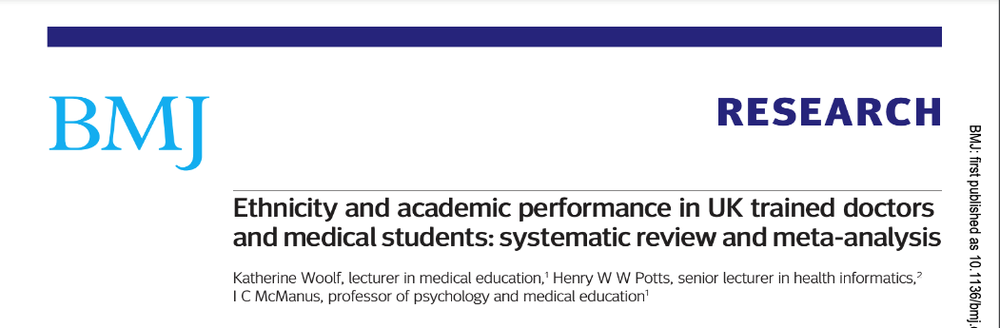 BMJ
RESEARCH
Ethnicity and academic performance in UK trained doctors
and medical students: systematic review and meta-analysis
Katherine Woolf, lecturer in medical education,¹ Henry W W Potts, senior lecturer in health informatics,²
I C McManus, professor of psychology and medical education¹
BMJ: first published as 10.1136/bmj.